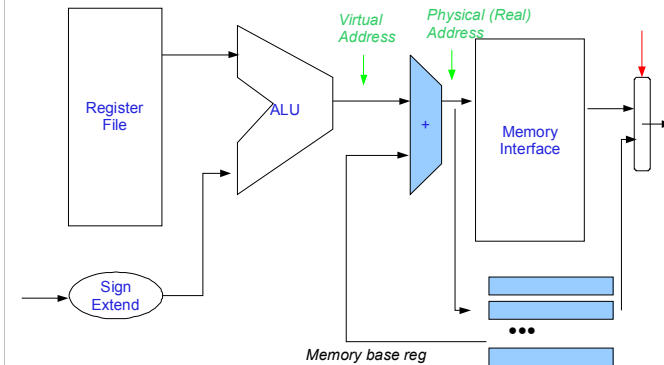 Virtual
Address
Physical (Real)
Address
Register
File
ALU
+
Memory
Interface
Sign
Extend
•••
Memory base reg